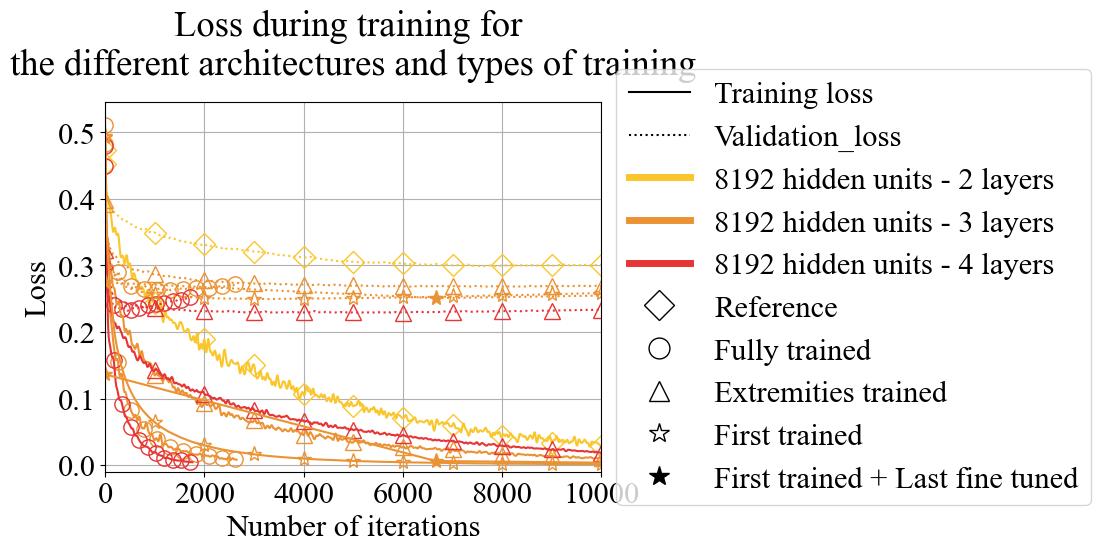 Loss during training for
the different architectures and types of training
Training loss
Validation_loss
8192 hidden units - 2 layers
8192 hidden units - 3 layers
8192 hidden units - 4 layers
Reference
Fully trained
Extremities trained
First trained
First trained + Last fine tuned
Loss
0.5
0.4
0.3
0.2
0.1
0.0
0 2000 4000 6000 8000 10000
Number of iterations